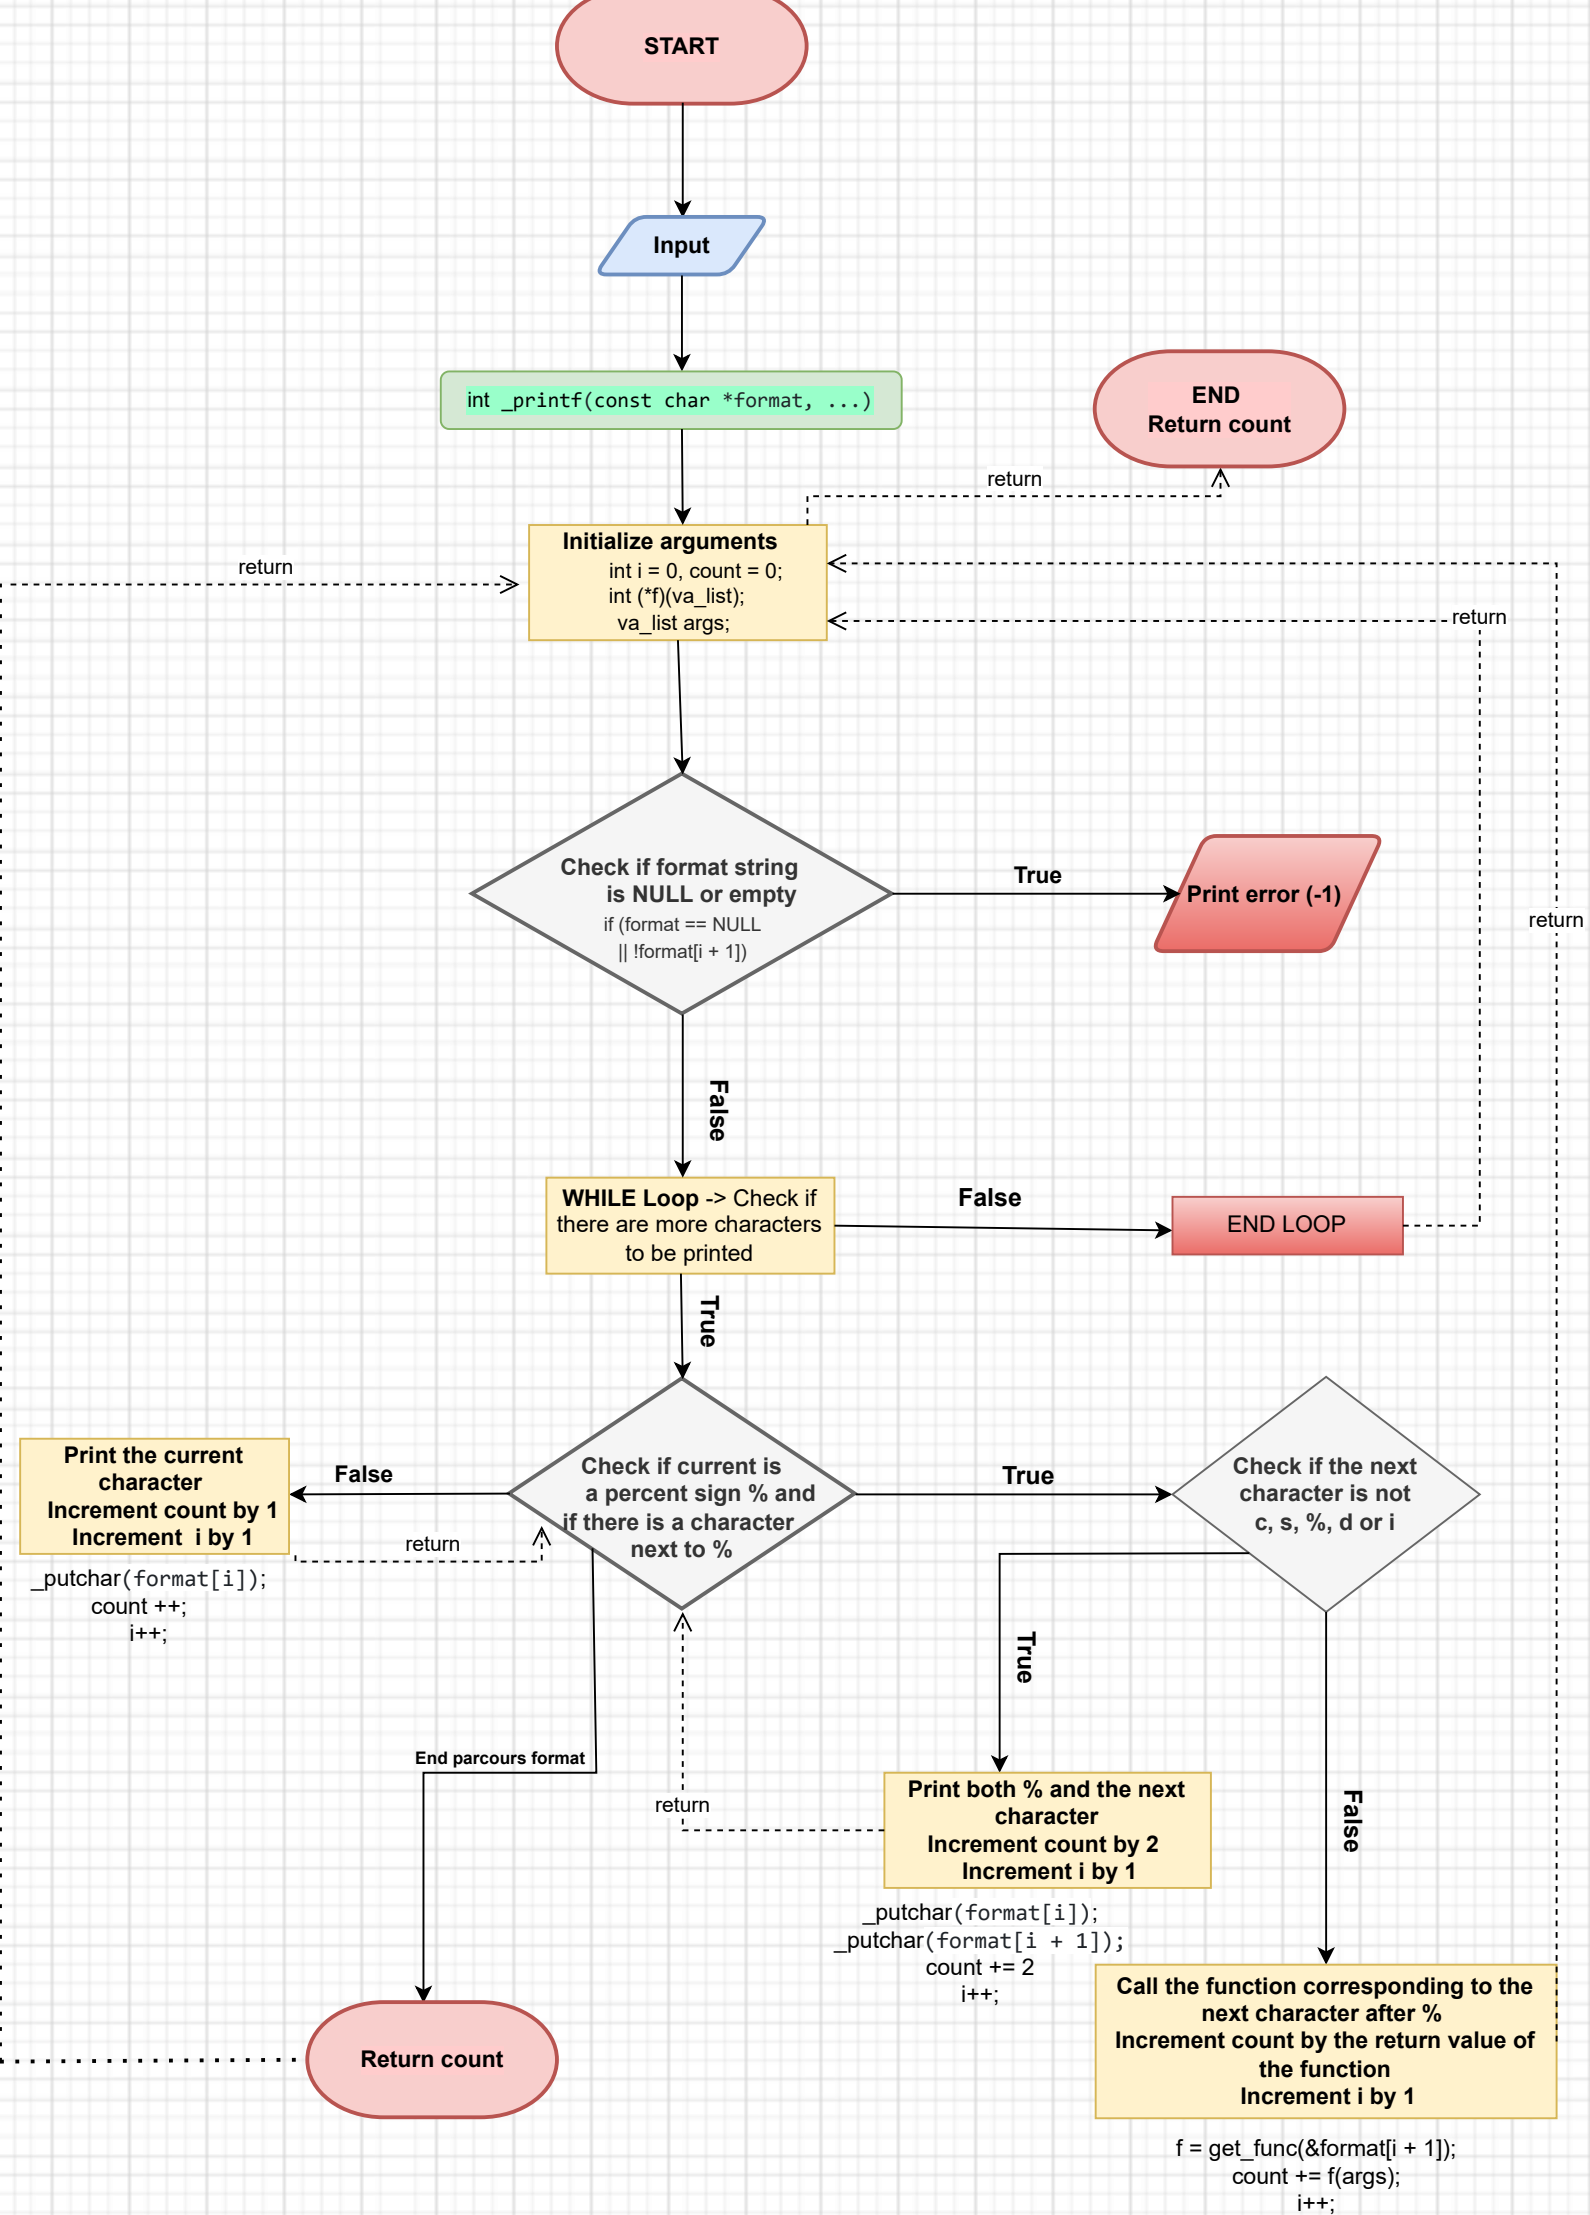 START
Input
int _printf(const char *format, ...)
END
Return count
return
Initialize arguments
int i = 0, count = 0;
int (*f)(va_list);
va_list args;
return
return
Check if format string
is NULL or empty
if (format == NULL
|| !format[i + 1])
True
Print error (-1)
return
False
WHILE Loop -> Check if
there are more characters
to be printed
False
END LOOP
True
Print the current
character
Increment count by 1
Increment i by 1
False
return
_putchar(format[i]);
count ++;
i++;
Check if current is
a percent sign % and
if there is a character
next to %
True
Check if the next
character is not
c, s, %, d or i
True
False
End parcours format
return
Print both % and the next
character
Increment count by 2
Increment i by 1
_putchar(format[i]);
_putchar(format[i + 1]);
count += 2
i++;
Return count
Call the function corresponding to the
next character after %
Increment count by the return value of
the function
Increment i by 1
f = get_func(&format[i + 1]);
count += f(args);
i++;